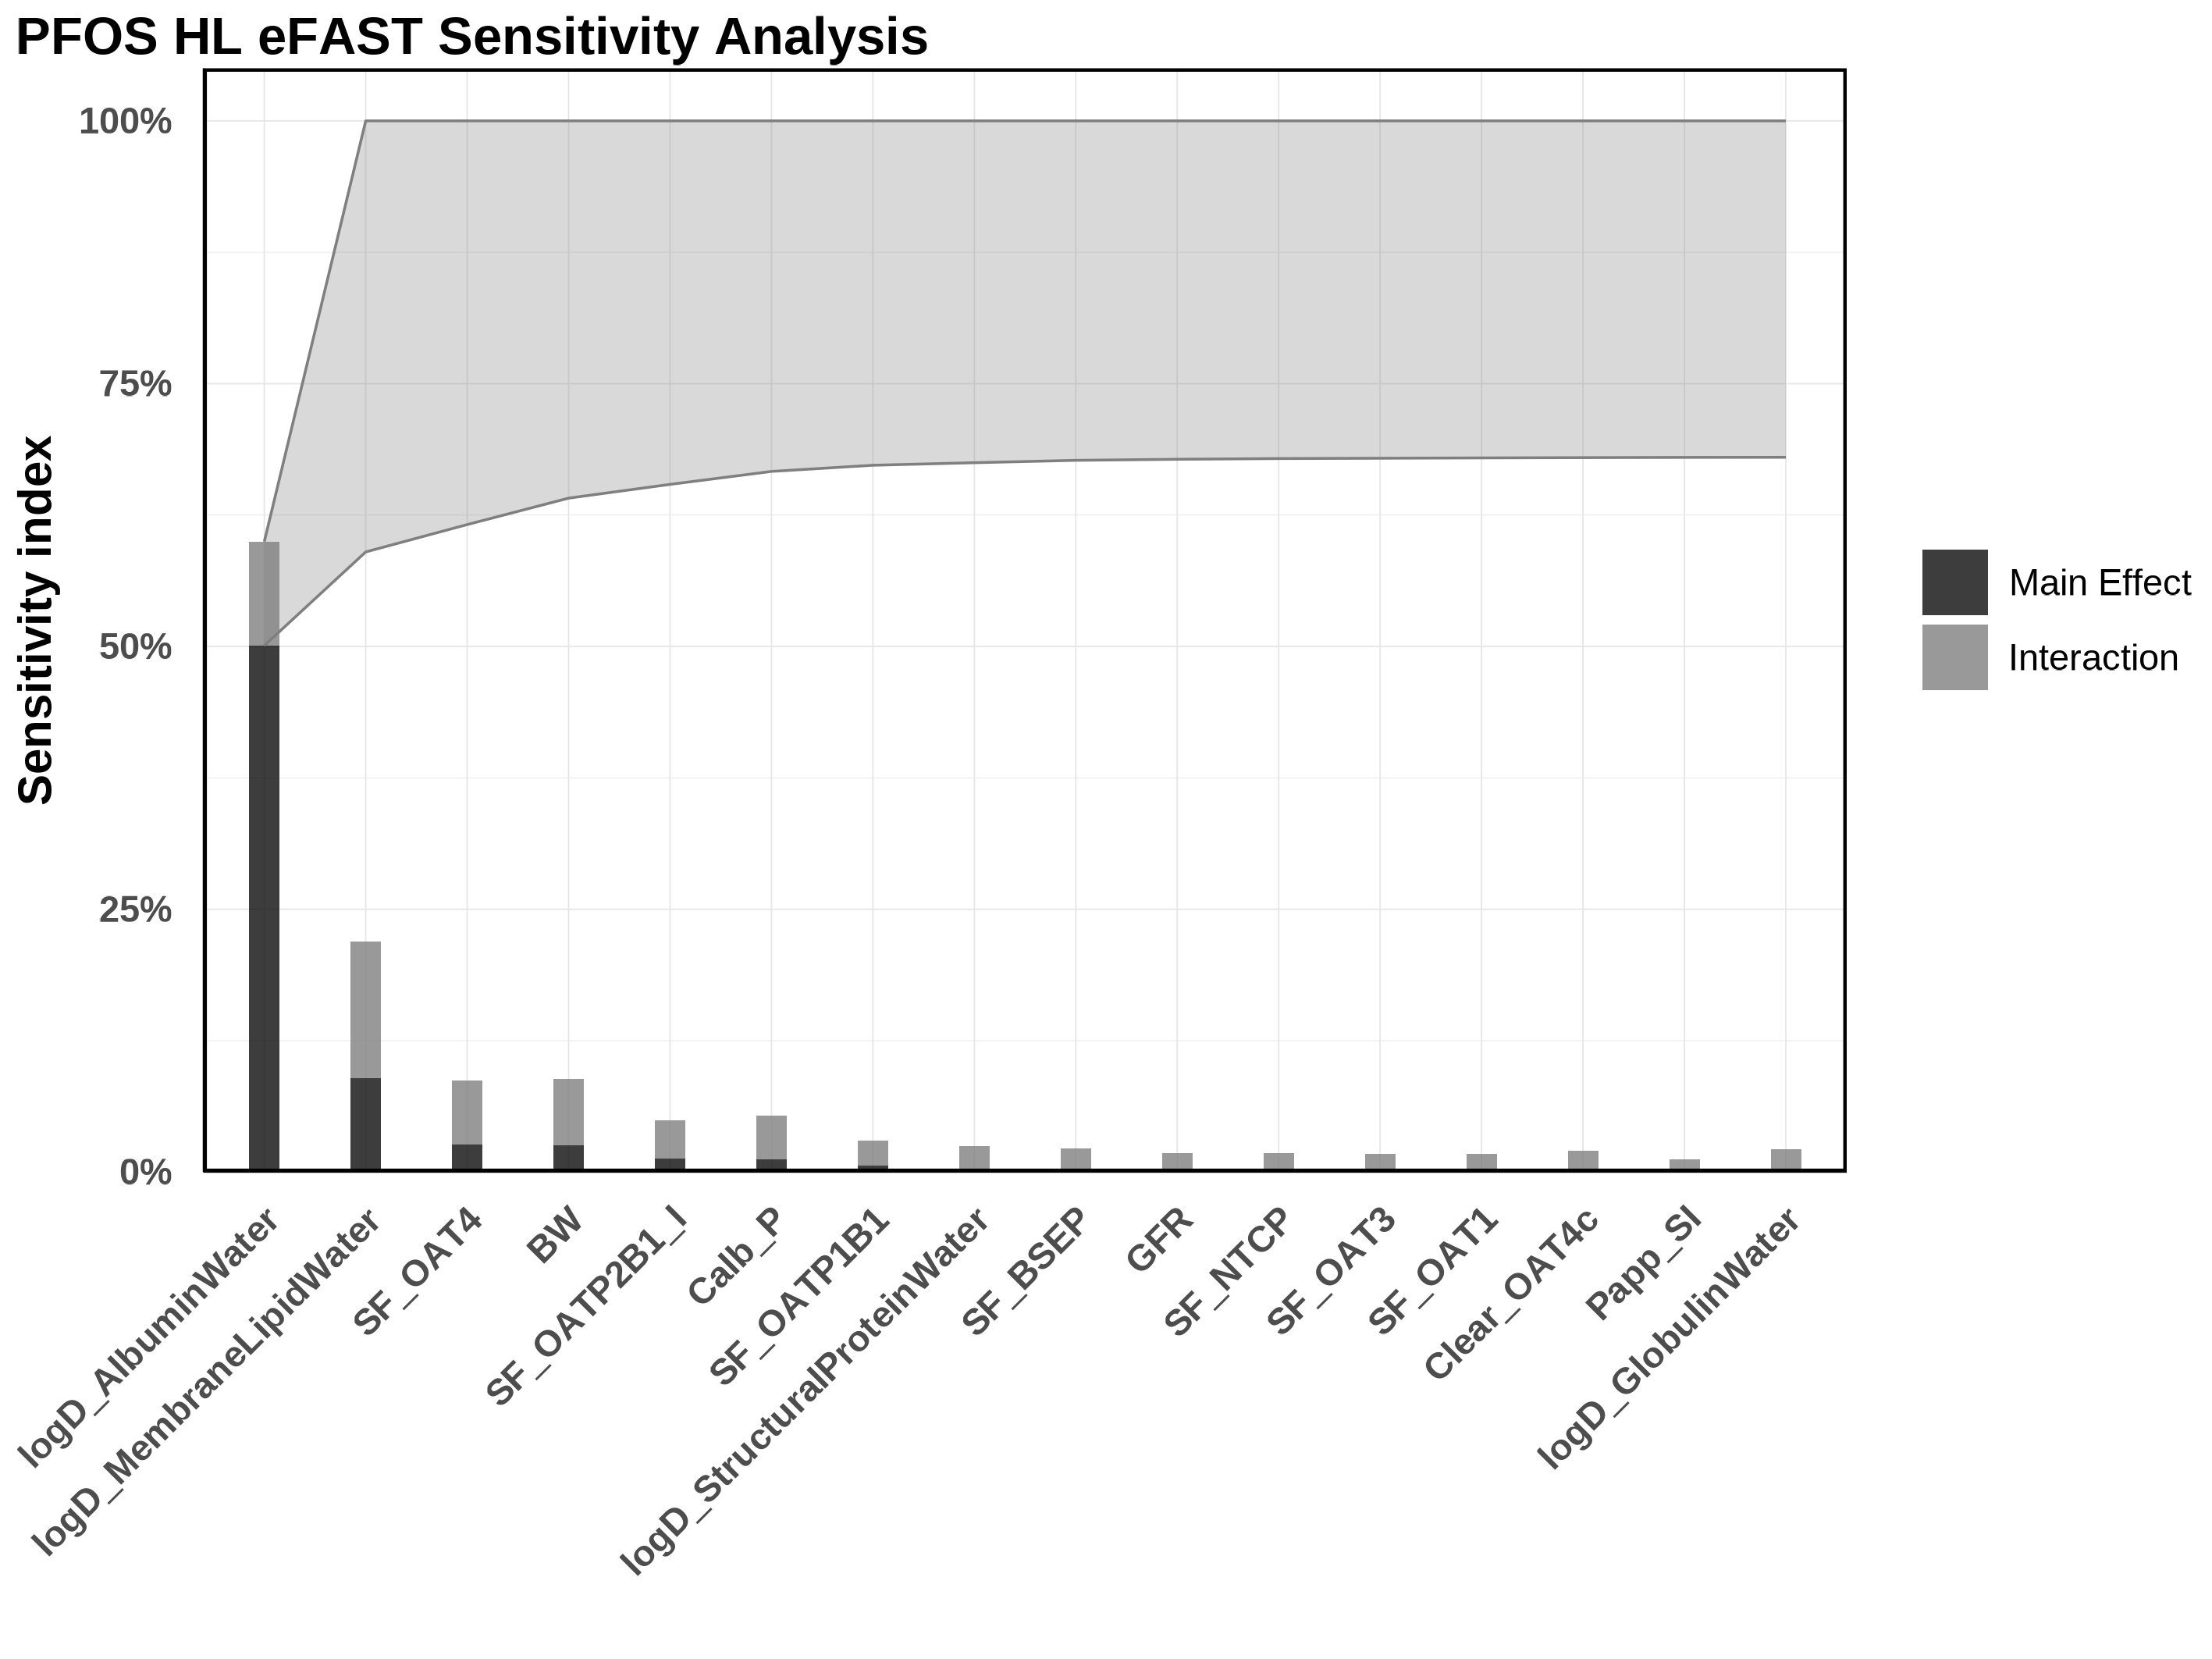 PFOS HL eFAST Sensitivity Analysis
Sensitivity index
100%
75%
50%
25%
0%
logD_AlbuminWater
logD_MembraneLipidWater
SF_OAT4
BW
SF_OATP2B1_I
Calb_P
SF_OATP1B1
logD_StructuralProteinWater
SF_BSEP
GFR
SF_NTCP
SF_OAT3
SF_OAT1
Clear_OAT4c
Papp_SI
logD_GlobulinWater
Main Effect
Interaction